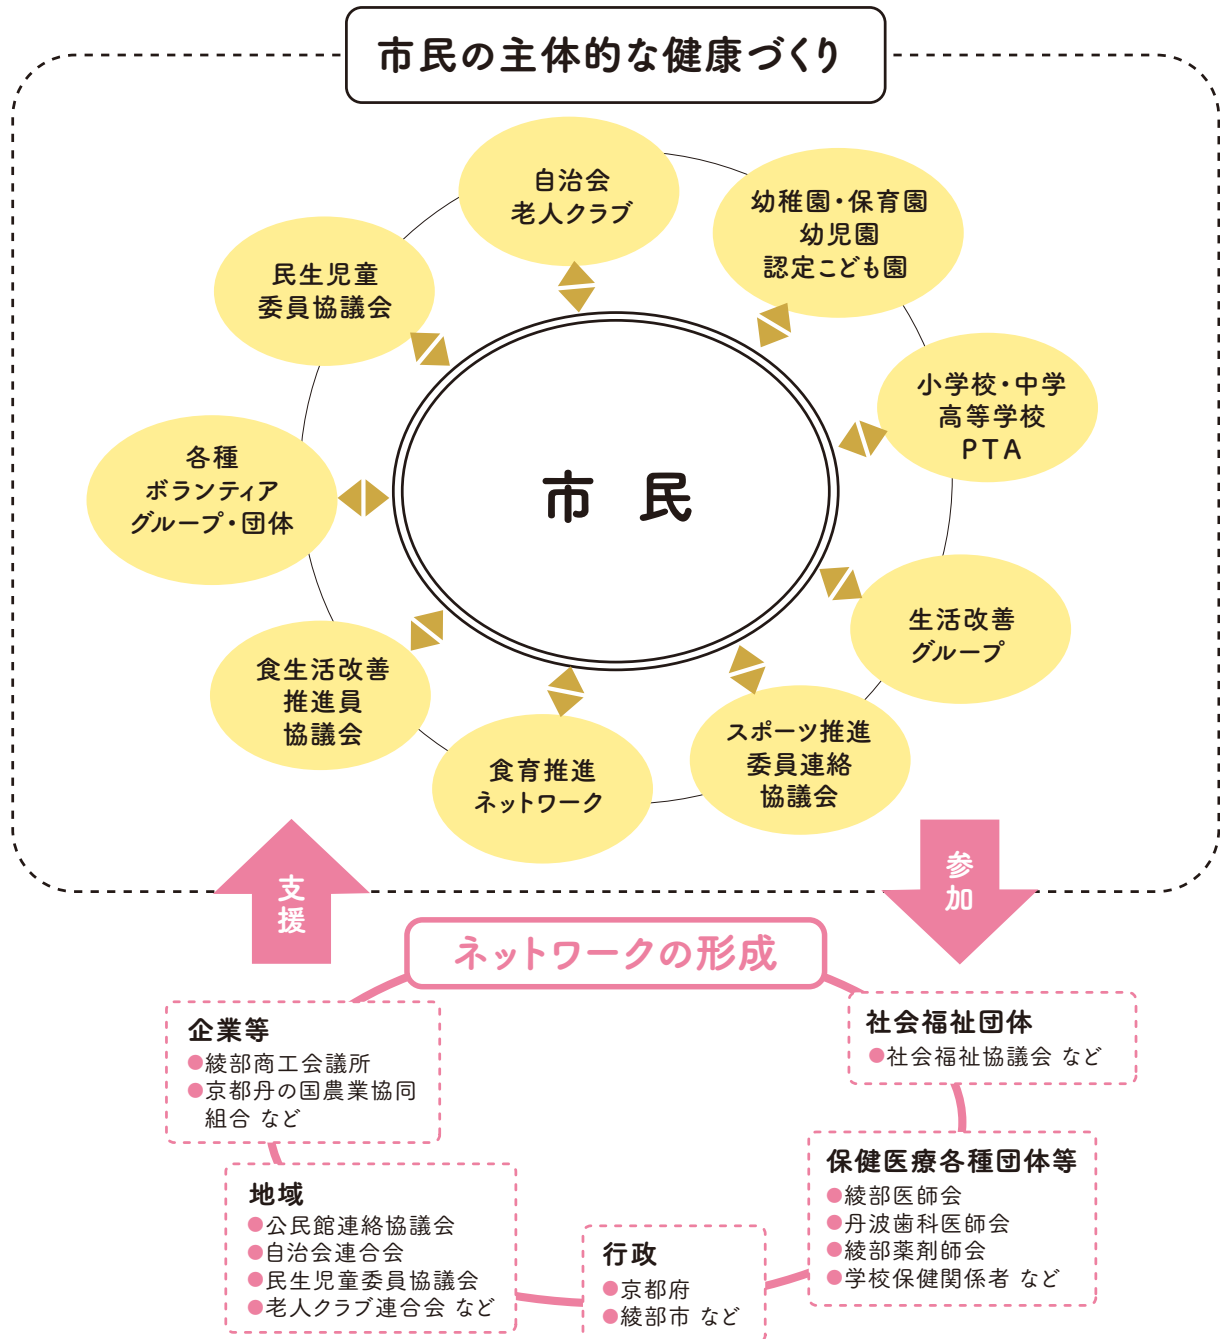 市民の主体的な健康づくり
自治会
老人クラブ
幼稚園・保育園
幼児園
認定こども園
民生児童
委員協議会
小学校・中学
高等学校
PTA
各種
ボランティア
グループ・団体
市 民
生活改善
グループ
食生活改善
推進員
協議会
食育推進
ネットワーク
スポーツ推進
委員連絡
協議会
支援
参加
ネットワークの形成
企業等
●綾部商工会議所
●京都丹の国農業協同
組合 など
社会福祉団体
●社会福祉協議会 など
地域
●公民館連絡協議会
●自治会連合会
●民生児童委員協議会
●老人クラブ連合会 など
行政
●京都府
●綾部市 など
保健医療各種団体等
●綾部医師会
●丹波歯科医師会
●綾部薬剤師会
●学校保健関係者 など